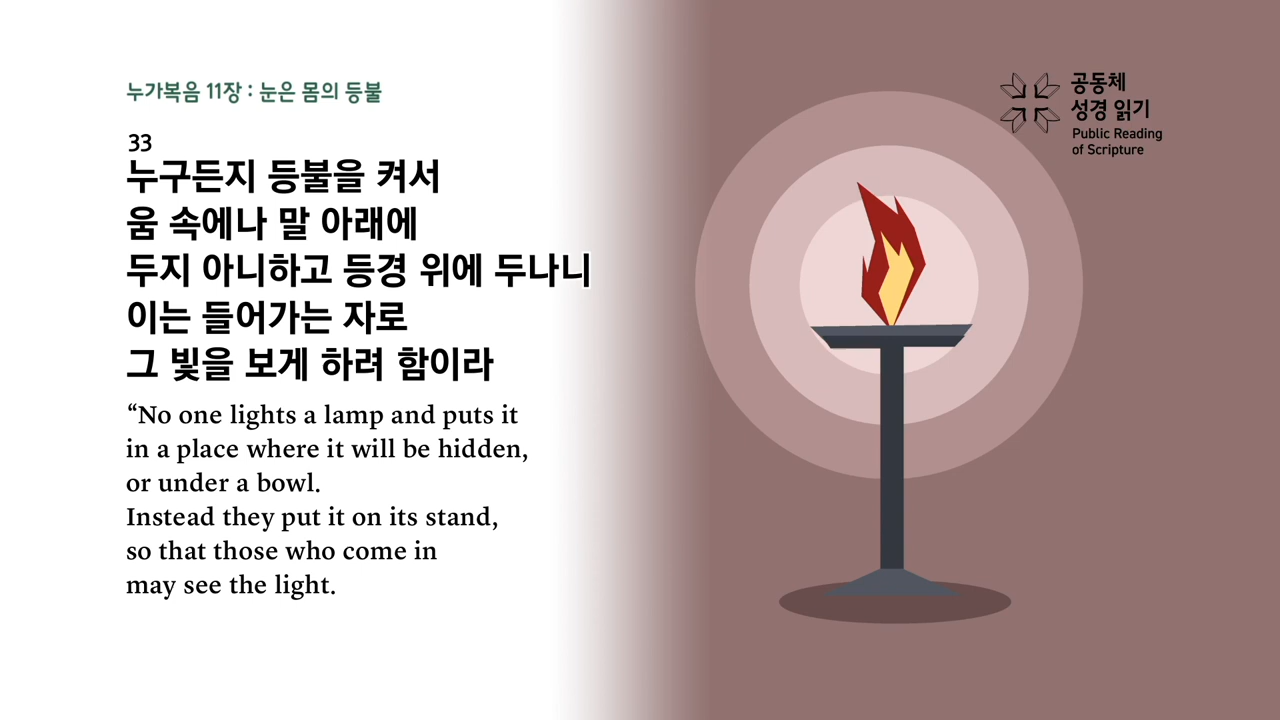 누가복음 11장 : 눈은 몸의 등불
33
누구든지 등불을 켜서
움 속에나 말 아래에
두지 아니하고 등경 위에 두나니
이는 들어가는 자로
그 빛을 보게 하려 함이라
“No one lights a lamp and puts it
in a place where it will be hidden,
or under a bowl.
Instead they put it on its stand,
so that those who come in
may see the light.
공동체
성경 읽기
Public Reading
of Scripture